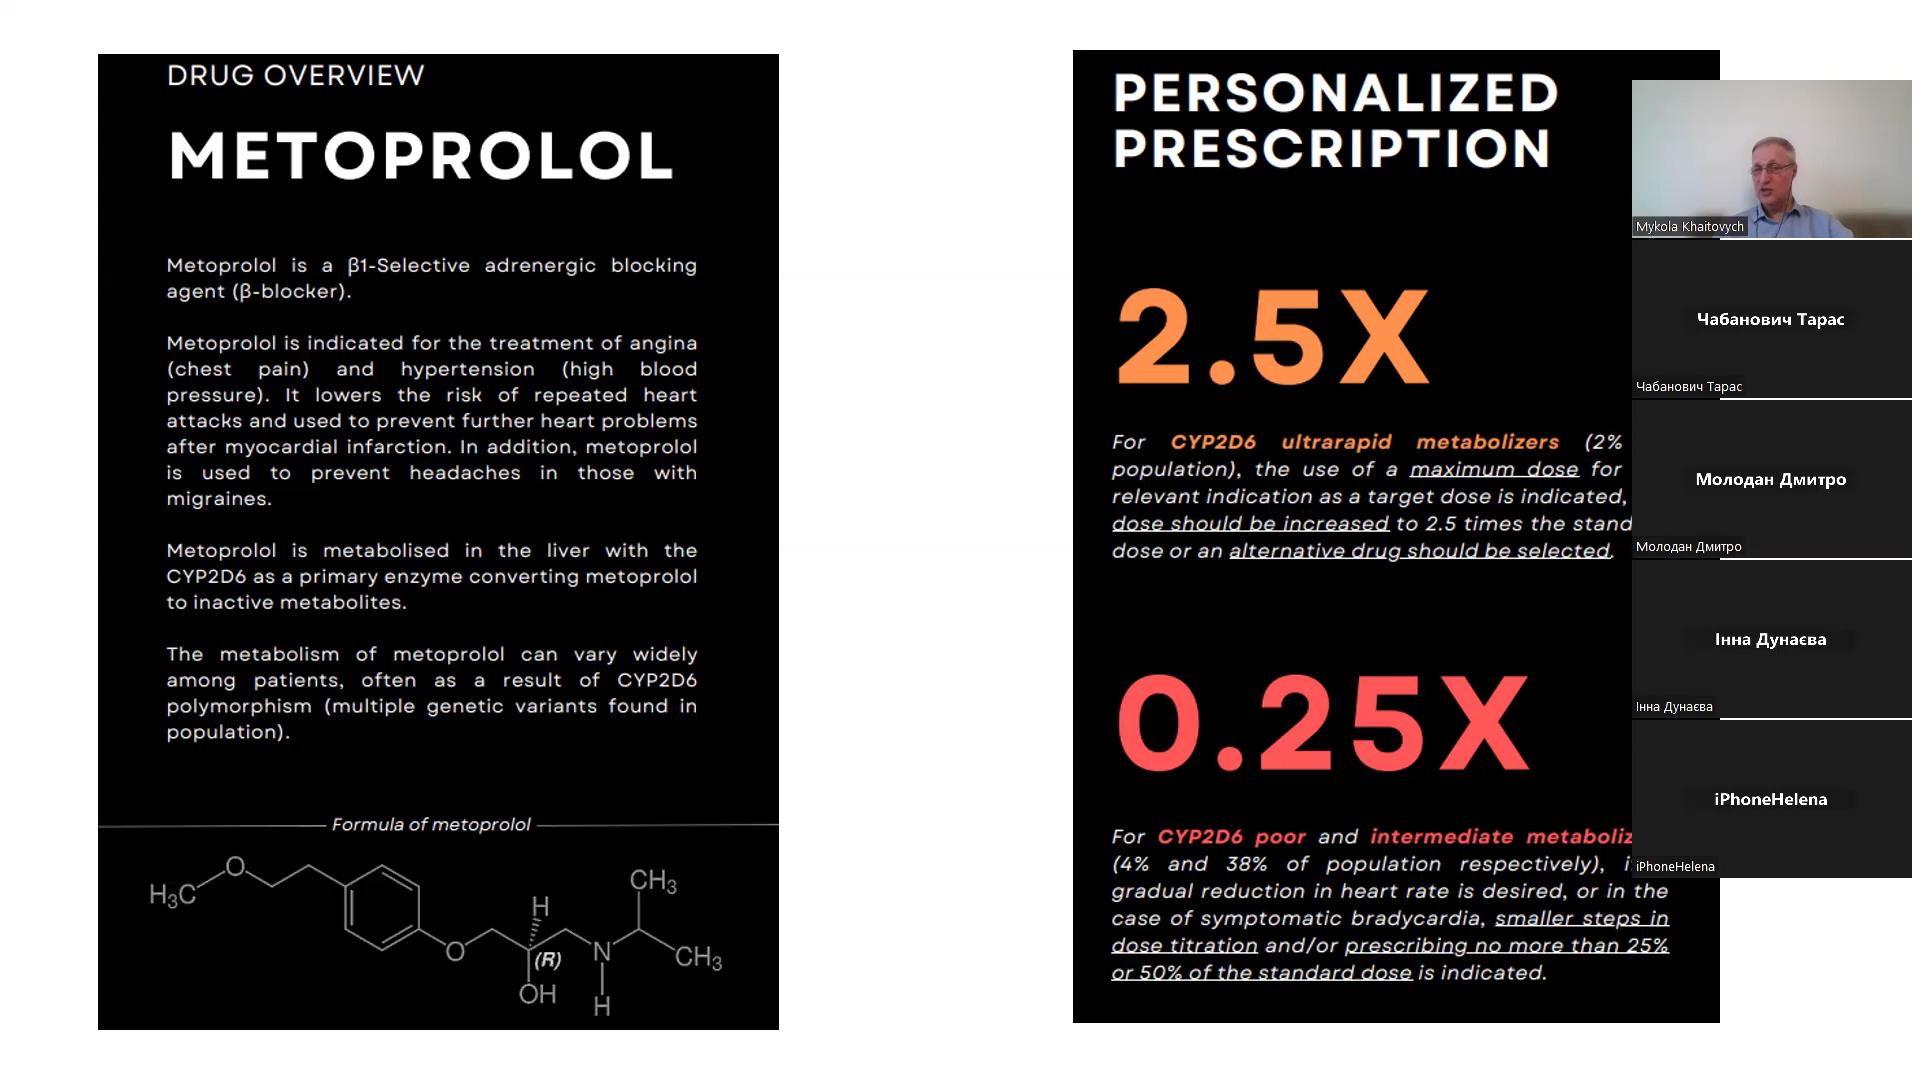 DRUG OVERVIEW
METOPROLOL
Metoprolol is a β1-Selective adrenergic blocking
agent (β-blocker).
Metoprolol is indicated for the treatment of angina
(chest pain) and hypertension (high blood
pressure). It lowers the risk of repeated heart
attacks and used to prevent further heart problems
after myocardial infarction. In addition, metoprolol
is used to prevent headaches in those with
migraines.
Metoprolol is metabolised in the liver with the
CYP2D6 as a primary enzyme converting metoprolol
to inactive metabolites.
The metabolism of metoprolol can vary widely
among patients, often as a result of CYP2D6
polymorphism (multiple genetic variants found in
population).
Formula of metoprolol
H₃C
O
O
H
(R)
OH
N
H
CH₃
CH₃
PERSONALIZED
PRESCRIPTION
2.5X
For CYP2D6 ultrarapid metabolizers (2%
population), the use of a maximum dose for
relevant indication as a target dose is indicated,
dose should be increased to 2.5 times the stand
dose or an alternative drug should be selected.
0.25X
For CYP2D6 poor and intermediate metaboliz
(4% and 38% of population respectively), i
gradual reduction in heart rate is desired, or in the
case of symptomatic bradycardia, smaller steps in
dose titration and/or prescribing no more than 25%
or 50% of the standard dose is indicated.
Mykola Khaitovych
Чабанович Тарас
Чабанович Тарас
Молодан Дмитро
Молодан Дмитро
Інна Дунаєва
Інна Дунаєва
iPhoneHelena
iPhoneHelena